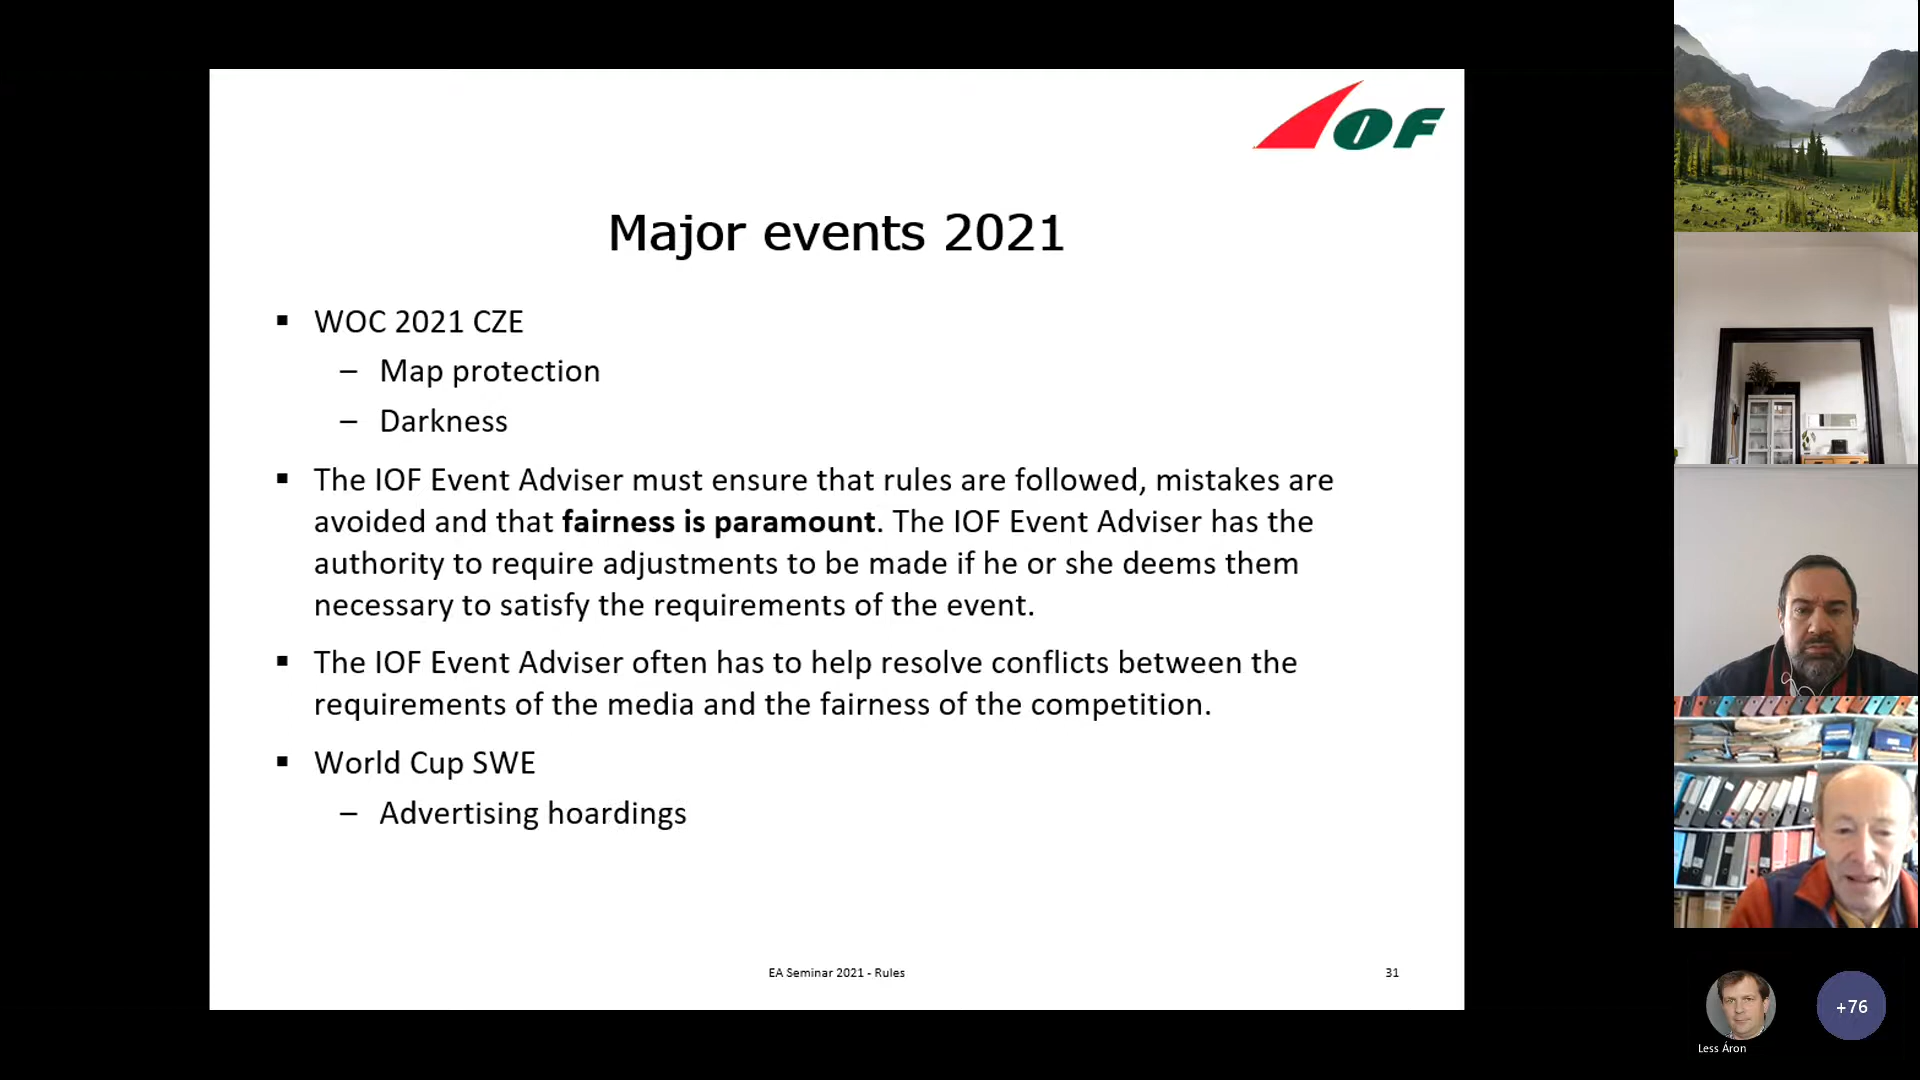 IOF
Major events 2021
▪ WOC 2021 CZE
– Map protection
– Darkness
▪ The IOF Event Adviser must ensure that rules are followed, mistakes are
avoided and that fairness is paramount. The IOF Event Adviser has the
authority to require adjustments to be made if he or she deems them
necessary to satisfy the requirements of the event.
▪ The IOF Event Adviser often has to help resolve conflicts between the
requirements of the media and the fairness of the competition.
▪ World Cup SWE
– Advertising hoardings
EA Seminar 2021 - Rules
31
+76
Less Áron